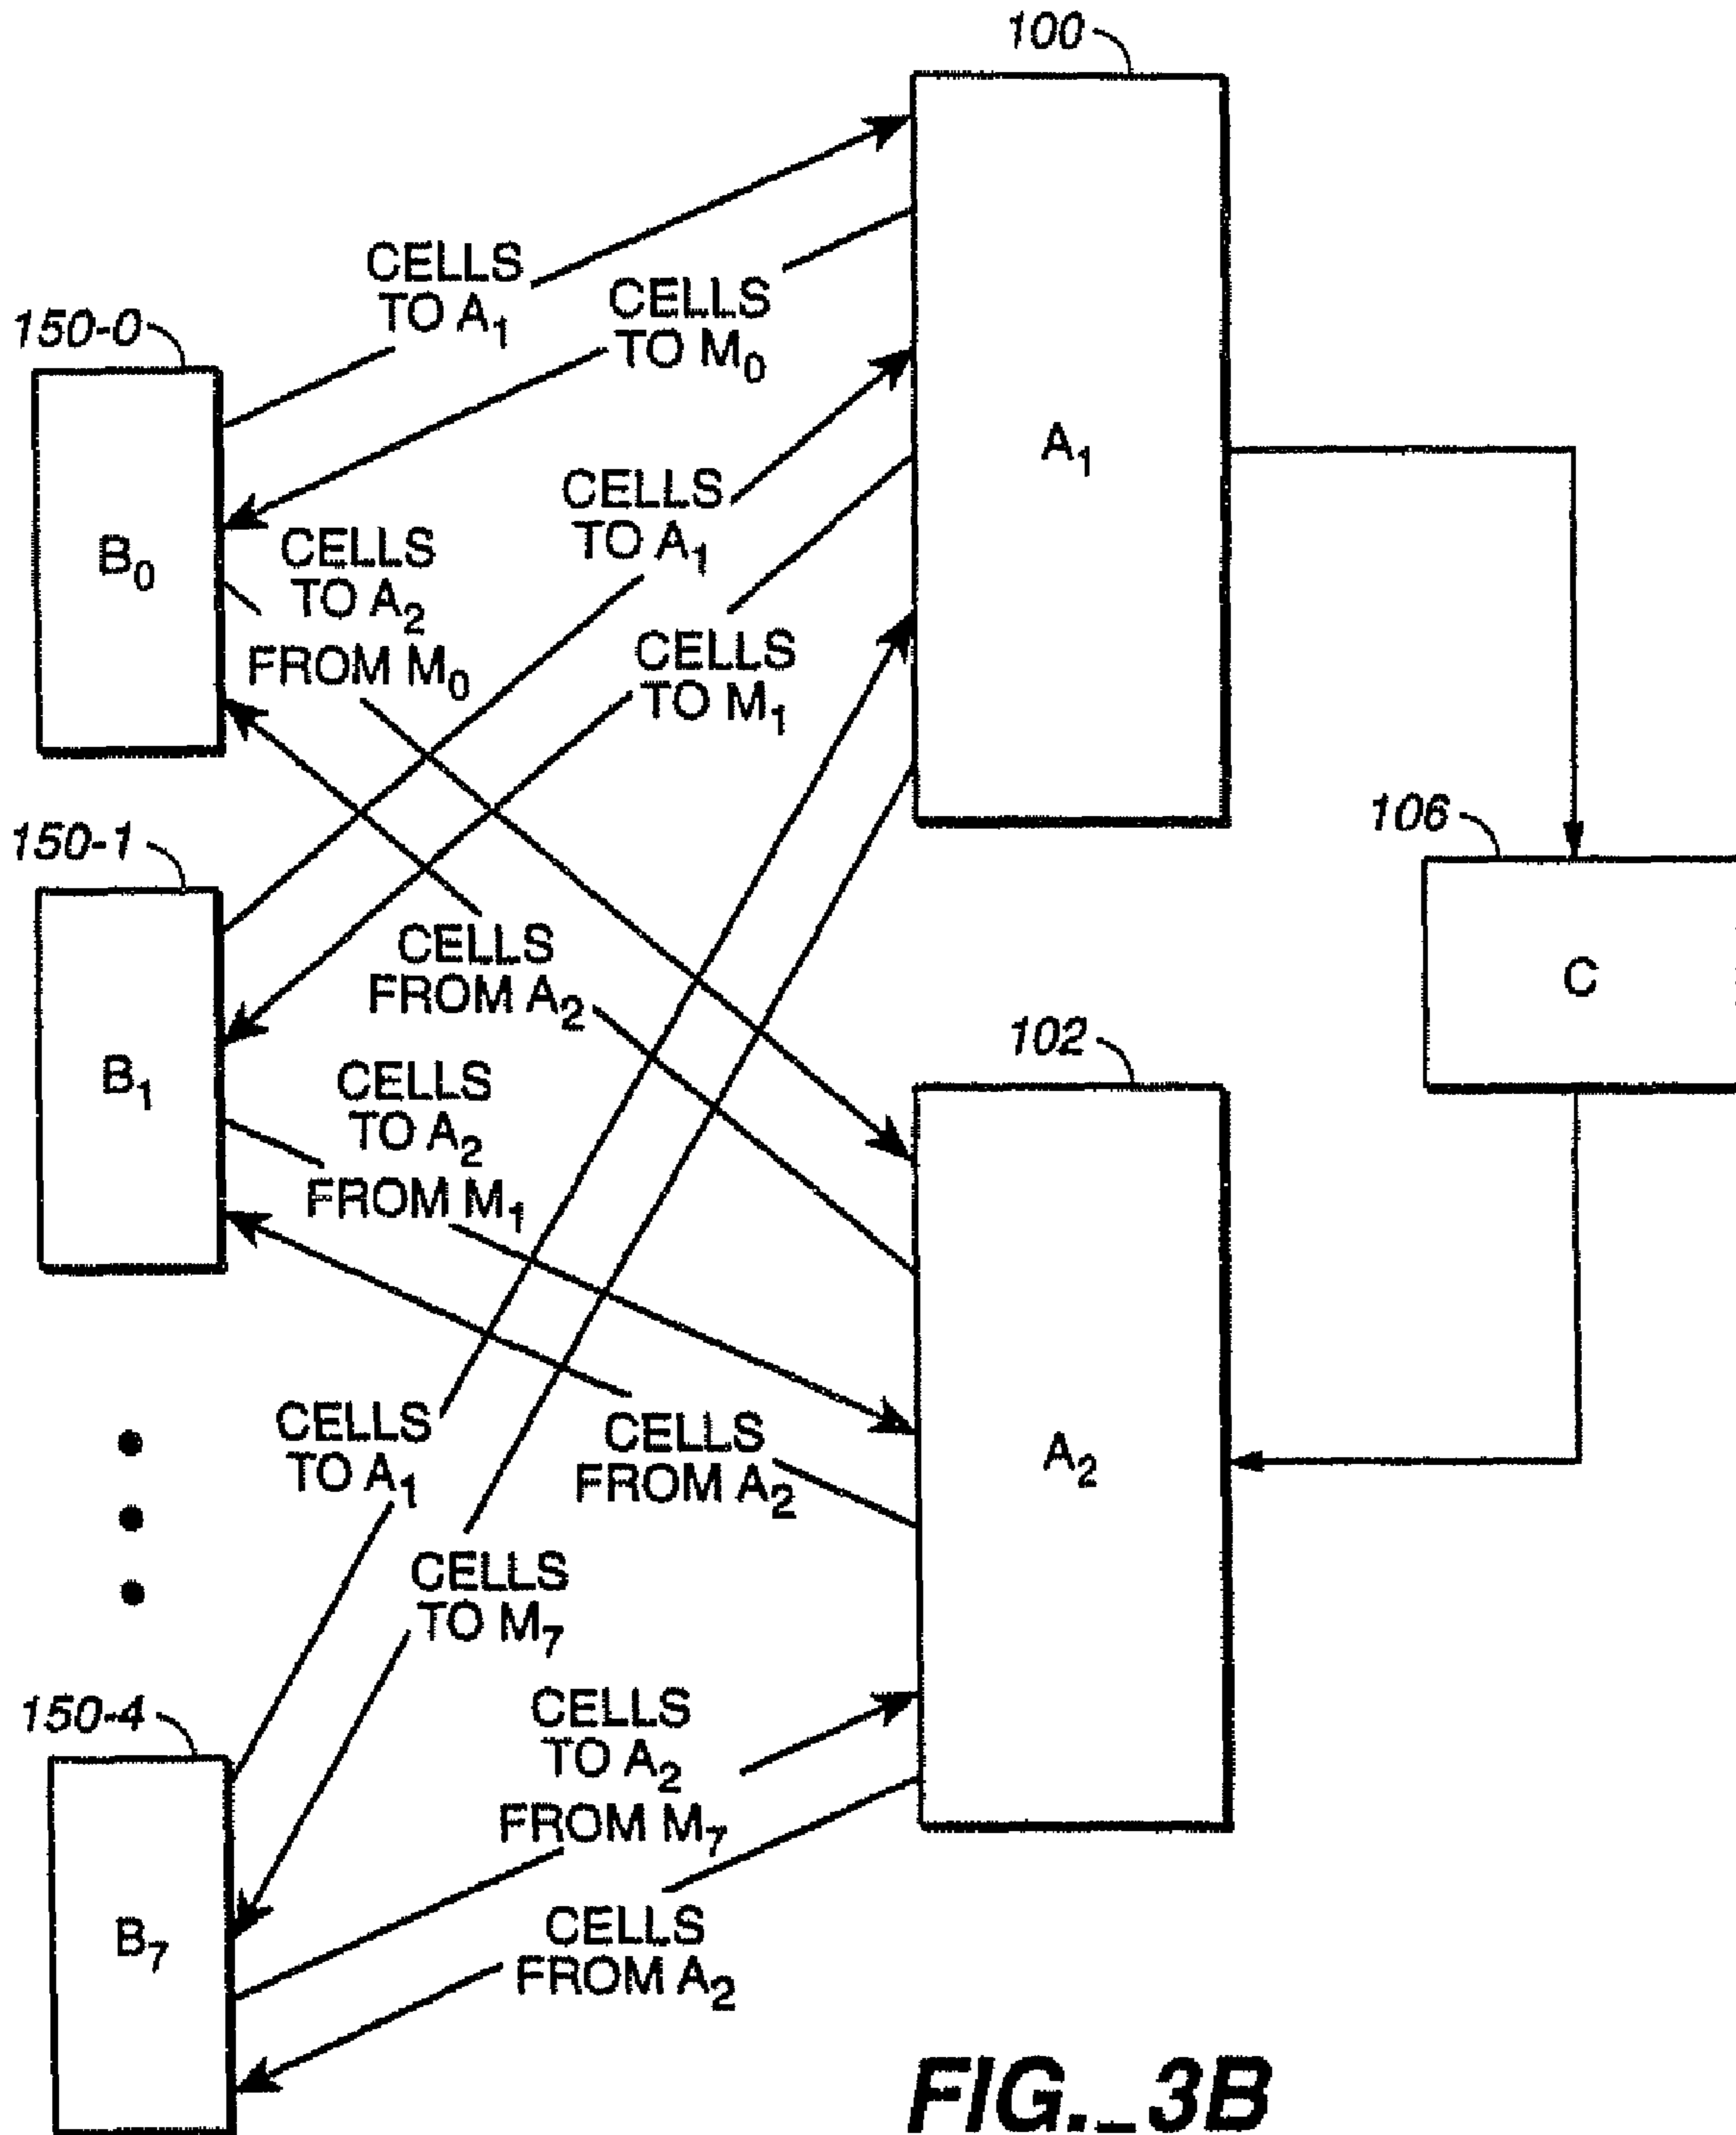 100
CELLS
TO A₁
CELLS
TO M₀
150-0
B₀
A₁
CELLS
TO A₁
CELLS
TO A₂
FROM M₀
CELLS
TO M₁
106
150-1
CELLS
FROM A₂
C
102
B₁
CELLS
TO A₂
FROM M₁
CELLS
TO A₁
CELLS
FROM A₂
A₂
CELLS
TO M₇
150-4
CELLS
TO A₂
FROM M₇
B₇
CELLS
FROM A₂
FIG._3B